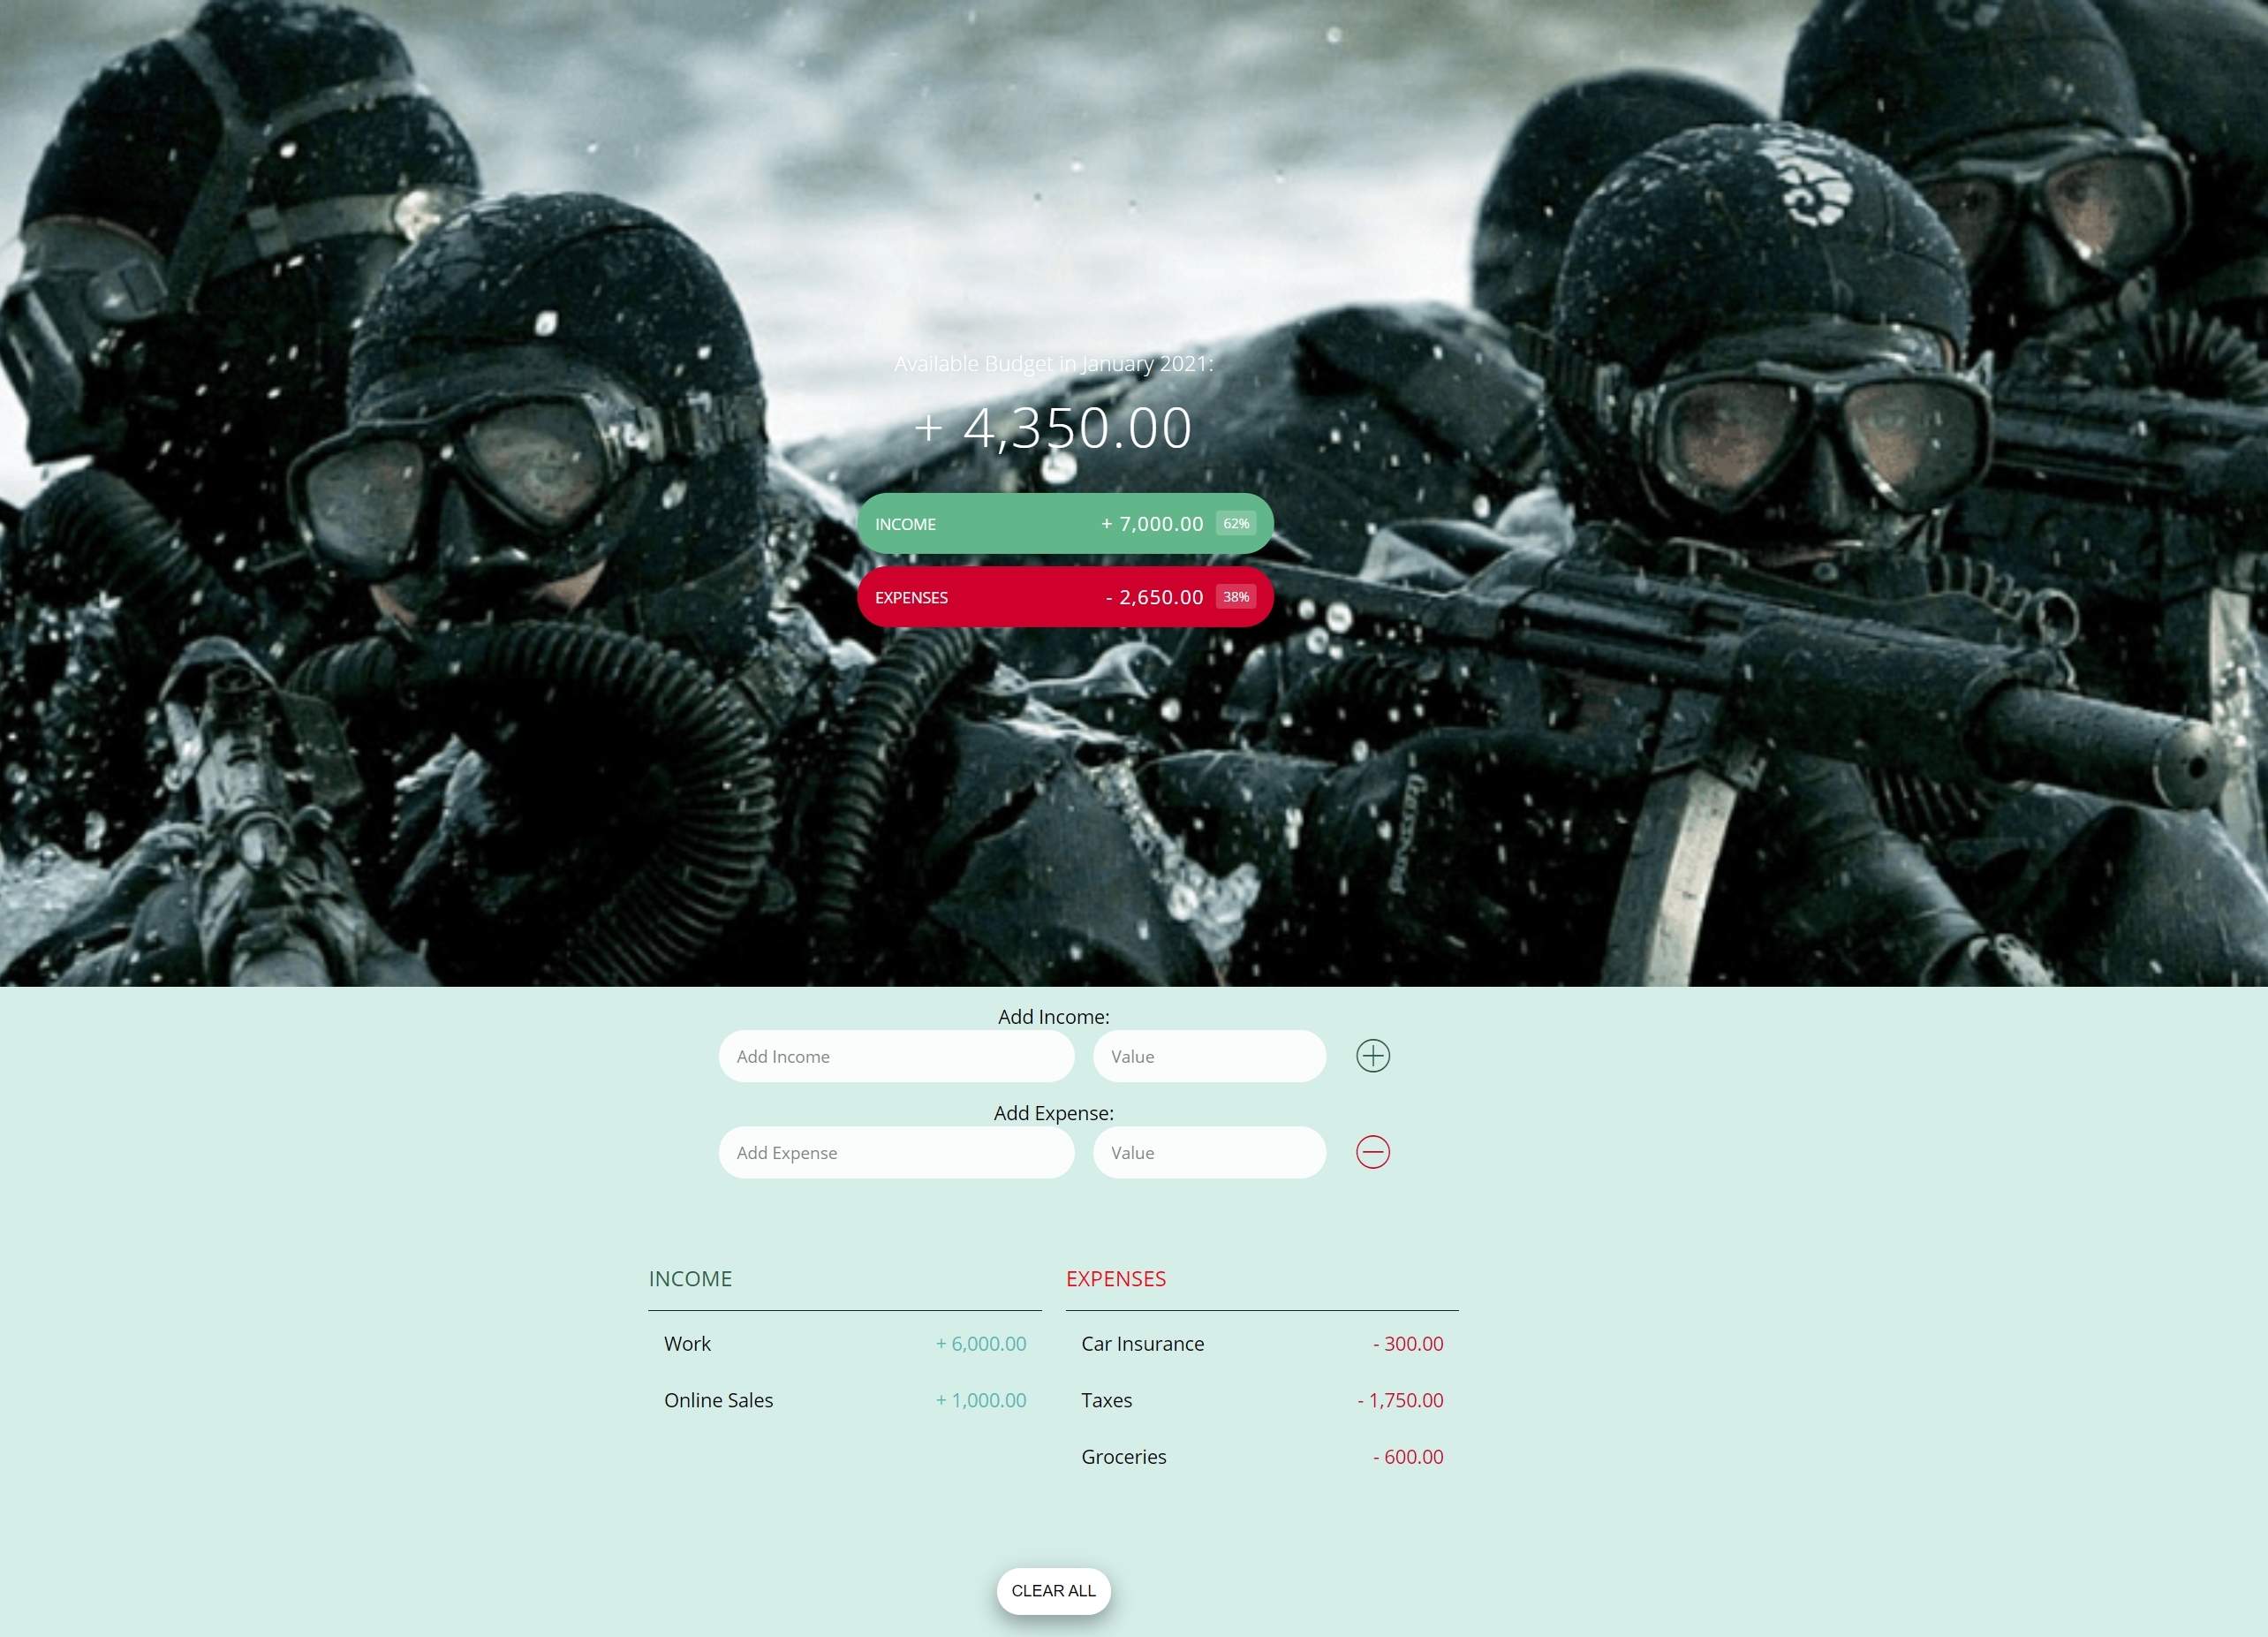 Available Budget in January 2021:
+ 4,350.00
INCOME + 7,000.00 62%
EXPENSES - 2,650.00 38%
Add Income:
Add Income Value
Add Expense:
Add Expense Value
INCOME
Work + 6,000.00
Online Sales + 1,000.00
EXPENSES
Car Insurance - 300.00
Taxes - 1,750.00
Groceries - 600.00
CLEAR ALL